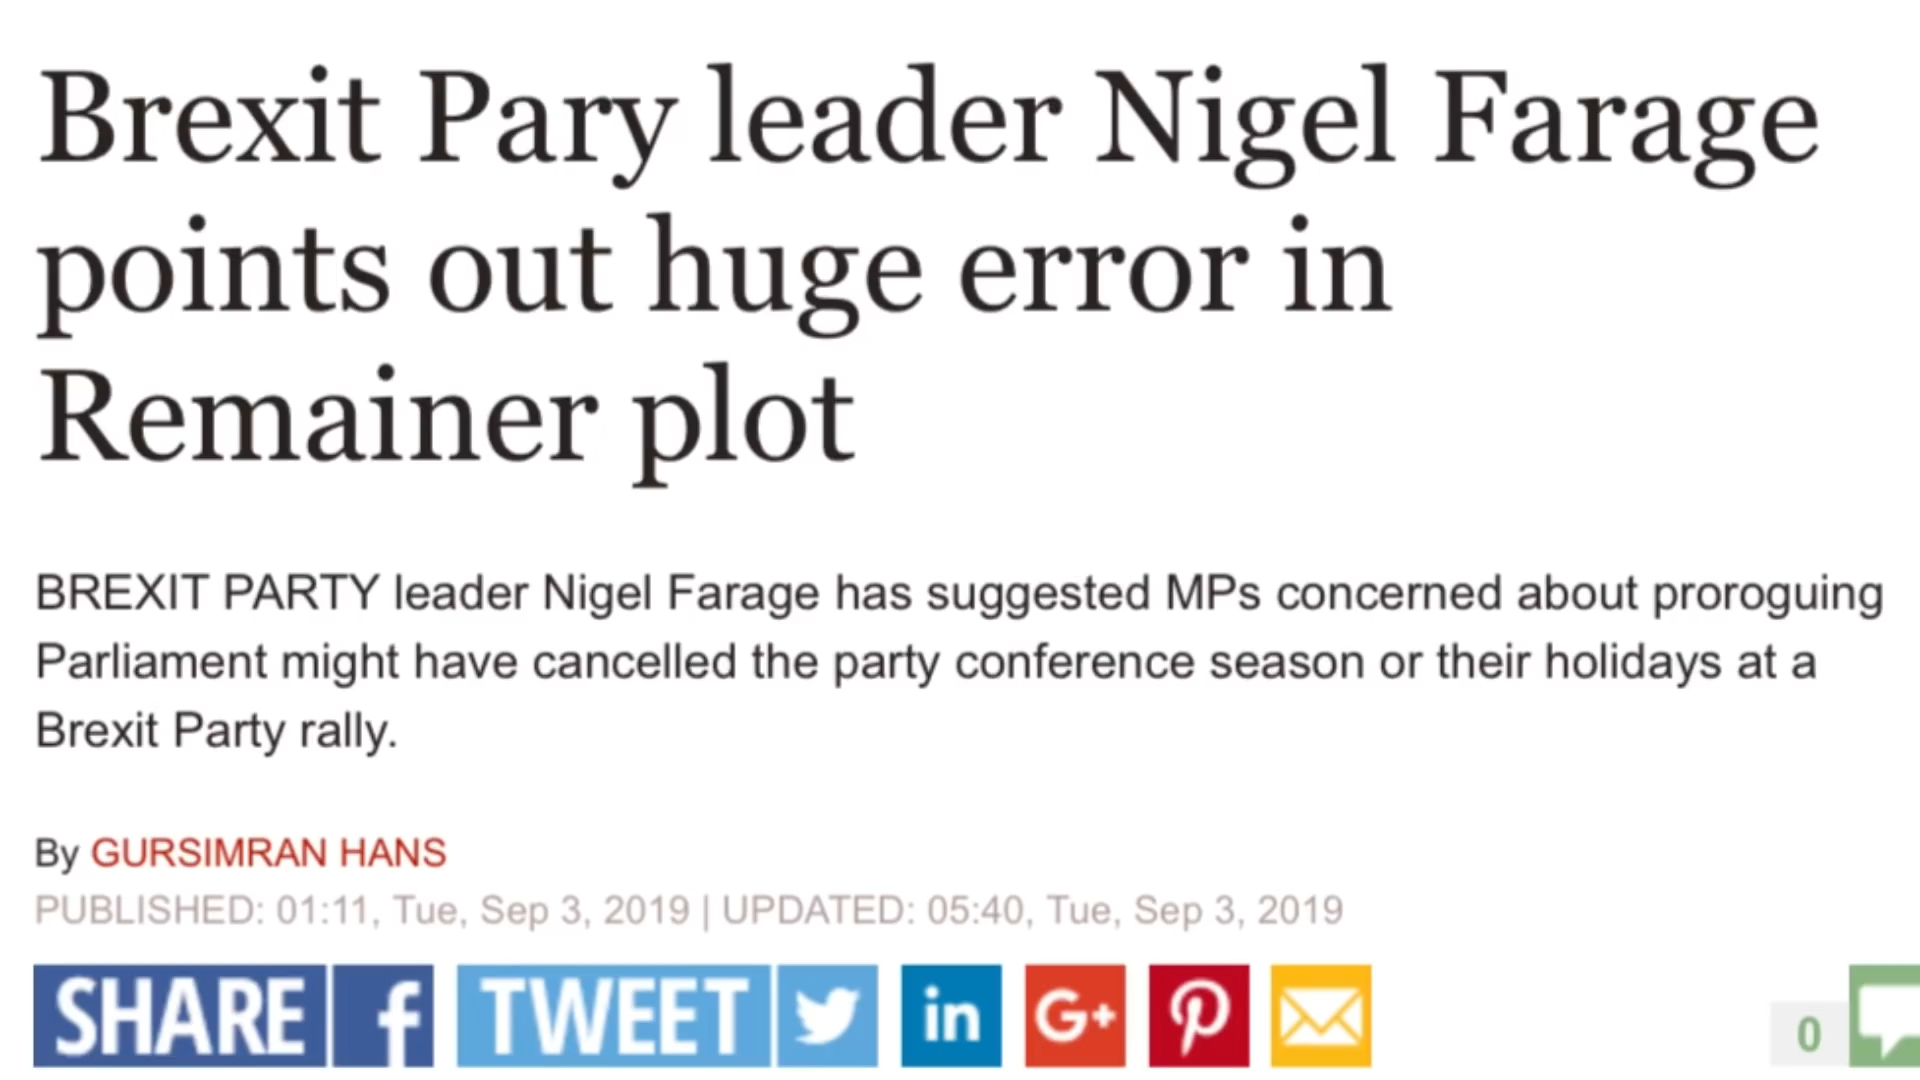 Brexit Pary leader Nigel Farage
points out huge error in
Remainer plot
BREXIT PARTY leader Nigel Farage has suggested MPs concerned about proroguing
Parliament might have cancelled the party conference season or their holidays at a
Brexit Party rally.
By GURSIMRAN HANS
PUBLISHED: 01:11, Tue, Sep 3, 2019 | UPDATED: 05:40, Tue, Sep 3, 2019
SHARE f TWEET in G+ 0